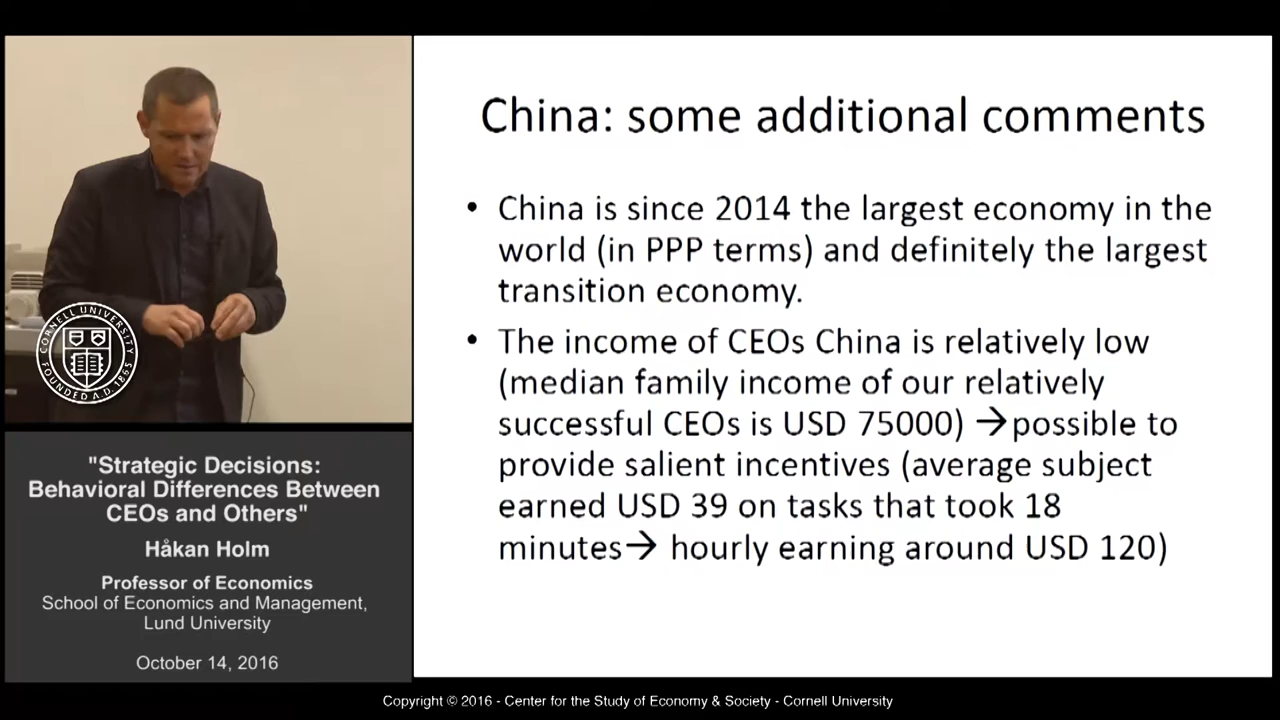 China: some additional comments
• China is since 2014 the largest economy in the
world (in PPP terms) and definitely the largest
transition economy.
• The income of CEOs China is relatively low
(median family income of our relatively
successful CEOs is USD 75000) → possible to
provide salient incentives (average subject
earned USD 39 on tasks that took 18
minutes→ hourly earning around USD 120)
CORNELL UNIVERSITY
FOUNDED A.D. 1865
"Strategic Decisions:
Behavioral Differences Between
CEOs and Others"
Håkan Holm
Professor of Economics
School of Economics and Management,
Lund University
October 14, 2016
Copyright © 2016 - Center for the Study of Economy & Society - Cornell University